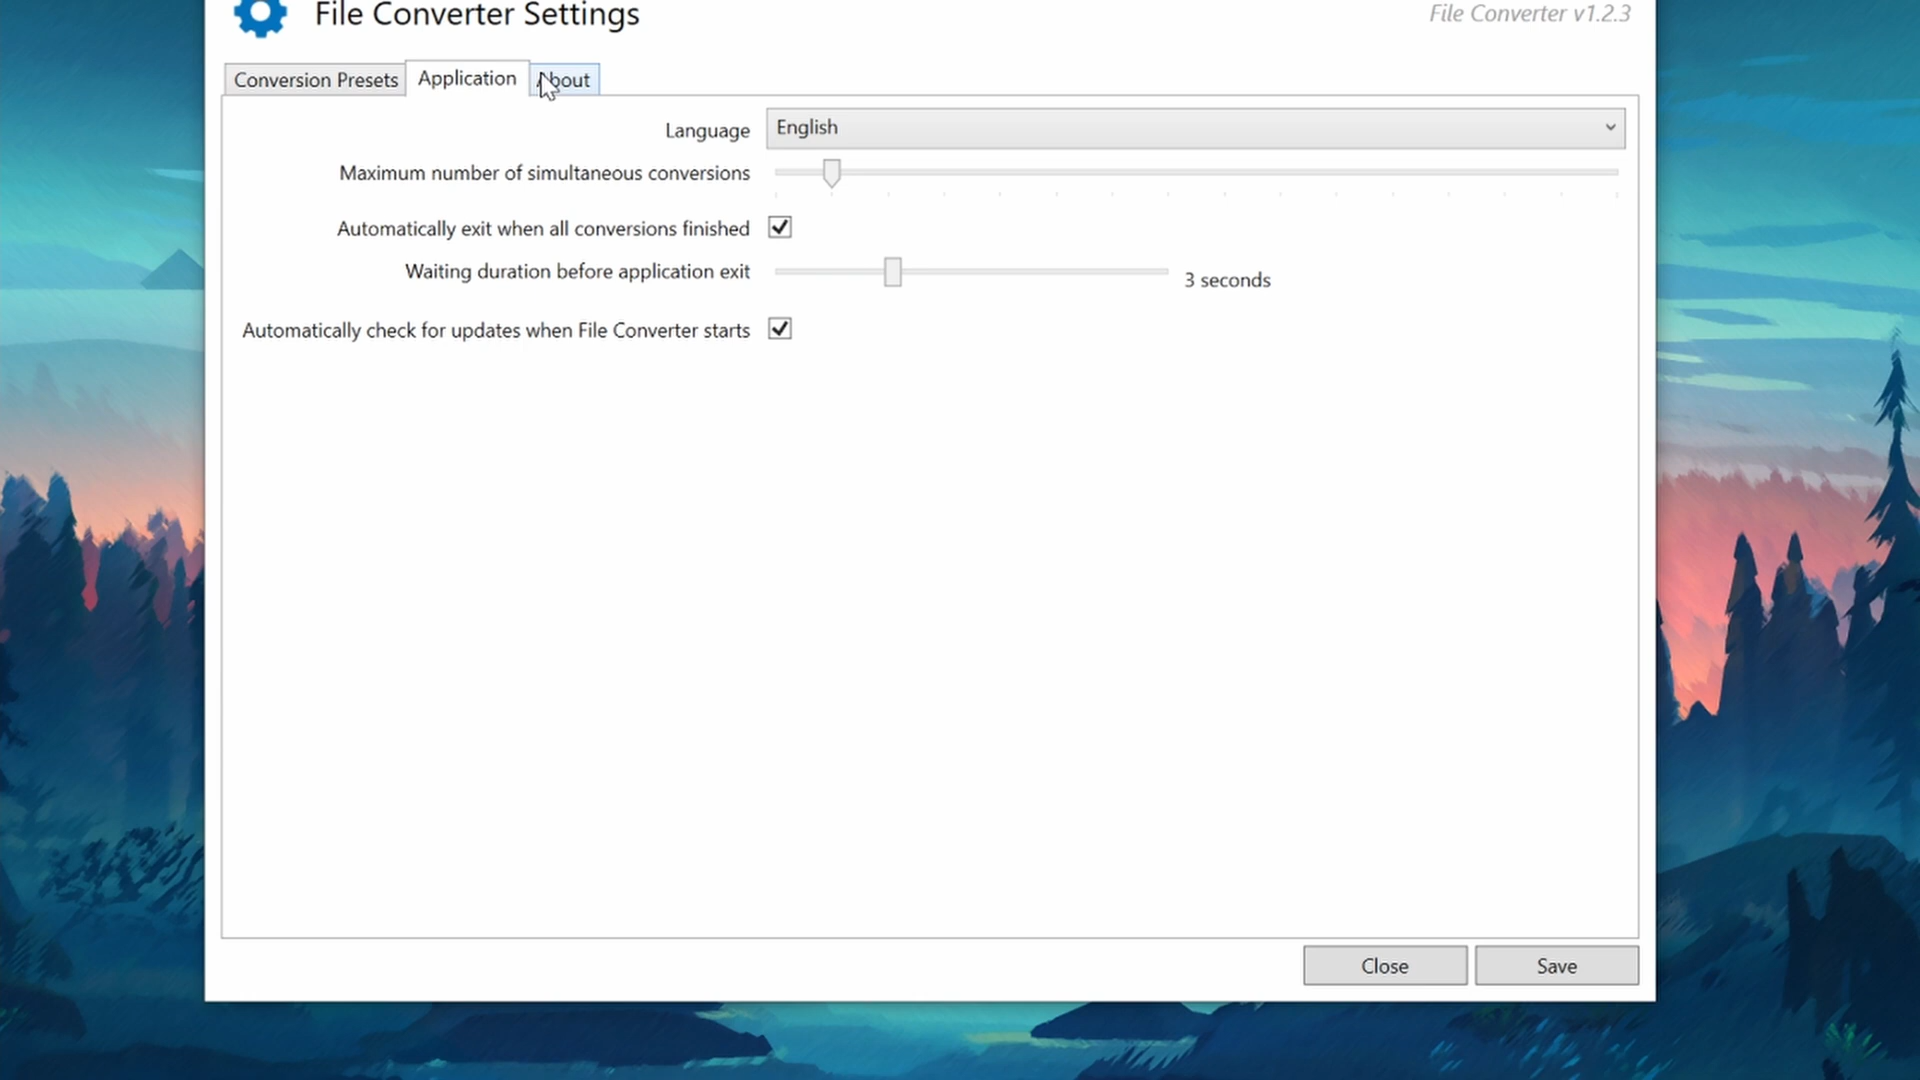 File Converter Settings
File Converter v1.2.3
Conversion Presets
Application
About
Language
English
Maximum number of simultaneous conversions
Automatically exit when all conversions finished
Waiting duration before application exit
3 seconds
Automatically check for updates when File Converter starts
Close
Save